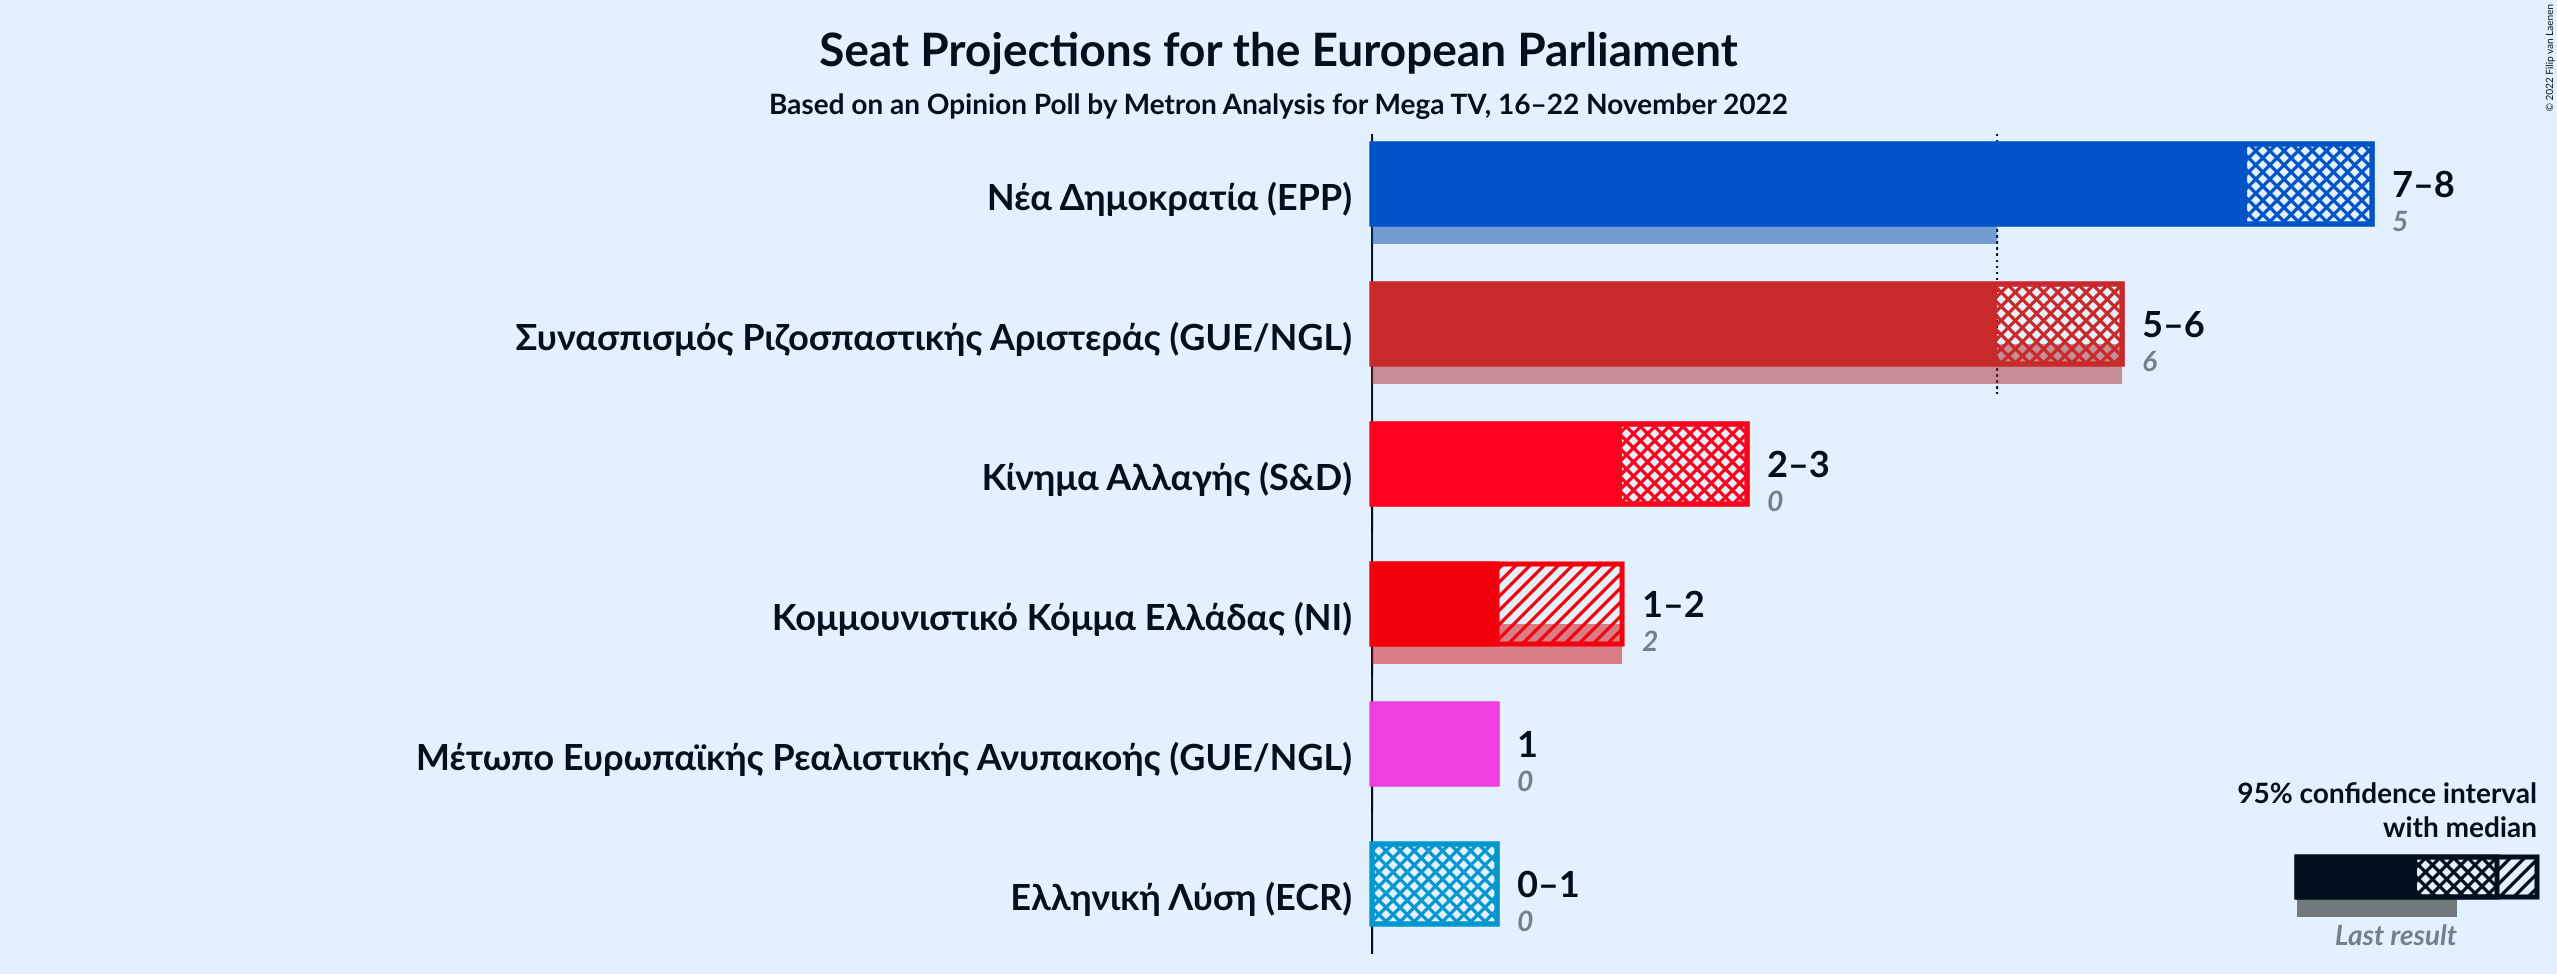 Seat Projections for the European Parliament
Based on an Opinion Poll by Metron Analysis for Mega TV, 16–22 November 2022
© 2022 Filip van Laenen
Νέα Δημοκρατία (EPP)
7–8
5
Συνασπισμός Ριζοσπαστικής Αριστεράς (GUE/NGL)
5–6
6
Κίνημα Αλλαγής (S&D)
2–3
0
Κομμουνιστικό Κόμμα Ελλάδας (NI)
1–2
2
Μέτωπο Ευρωπαϊκής Ρεαλιστικής Ανυπακοής (GUE/NGL)
1
0
Ελληνική Λύση (ECR)
0–1
0
95% confidence interval
with median
Last result